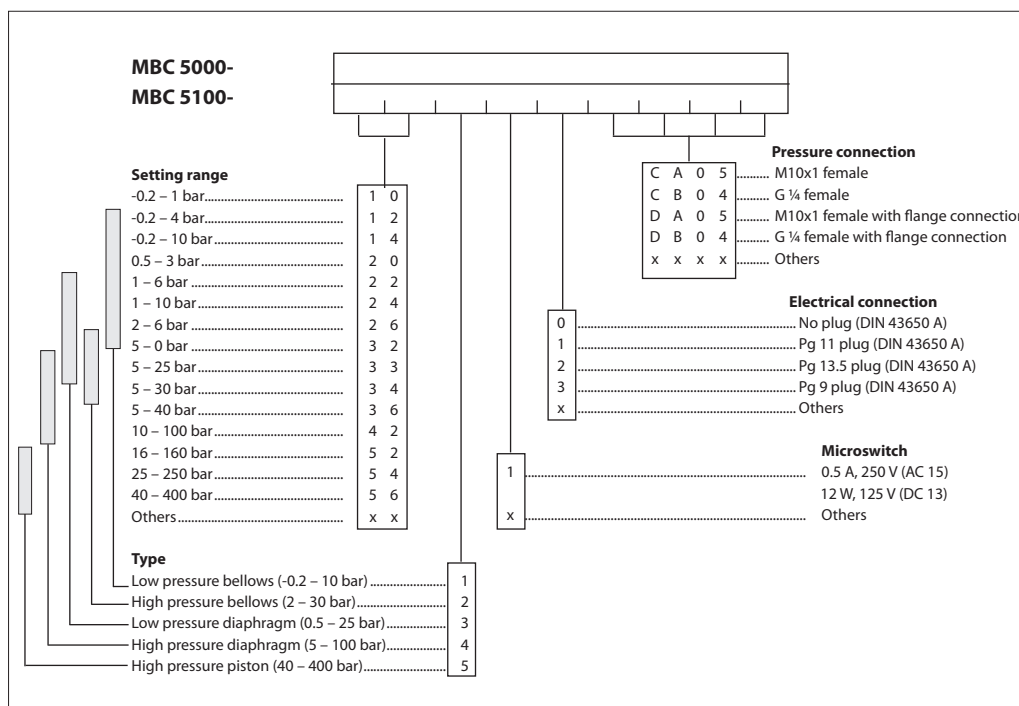 MBC 5000-
MBC 5100-
Pressure connection
C A 0 5 .......... M10x1 female
C B 0 4 .......... G ¼ female
D A 0 5 .......... M10x1 female with flange connection
D B 0 4 .......... G ¼ female with flange connection
x x x x .......... Others
Setting range
-0.2 – 1 bar .......... 1 0
-0.2 – 4 bar .......... 1 2
-0.2 – 10 bar .......... 1 4
0.5 – 3 bar .......... 2 0
1 – 6 bar .......... 2 2
1 – 10 bar .......... 2 4
2 – 6 bar .......... 2 6
5 – 0 bar .......... 3 2
5 – 25 bar .......... 3 3
5 – 30 bar .......... 3 4
5 – 40 bar .......... 3 6
10 – 100 bar .......... 4 2
16 – 160 bar .......... 5 2
25 – 250 bar .......... 5 4
40 – 400 bar .......... 5 6
Others .......... x x
Electrical connection
0 .......... No plug (DIN 43650 A)
1 .......... Pg 11 plug (DIN 43650 A)
2 .......... Pg 13.5 plug (DIN 43650 A)
3 .......... Pg 9 plug (DIN 43650 A)
x .......... Others
Microswitch
1 .......... 0.5 A, 250 V (AC 15)
12 W, 125 V (DC 13)
x .......... Others
Type
Low pressure bellows (-0.2 – 10 bar) .......... 1
High pressure bellows (2 – 30 bar) .......... 2
Low pressure diaphragm (0.5 – 25 bar) .......... 3
High pressure diaphragm (5 – 100 bar) .......... 4
High pressure piston (40 – 400 bar) .......... 5